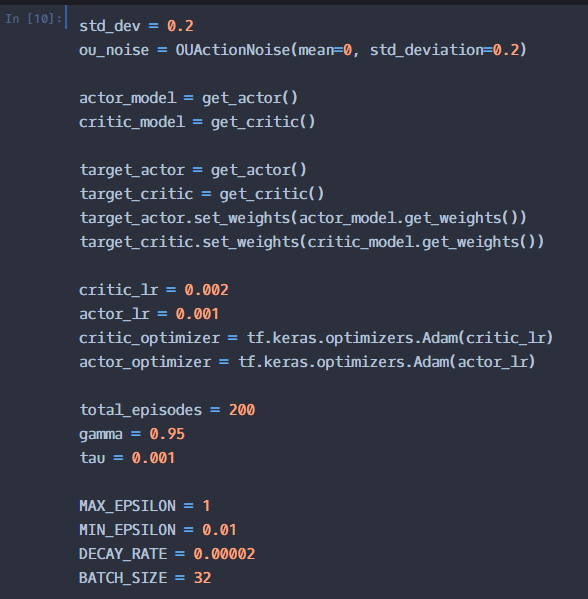 In [10]:
std_dev = 0.2
ou_noise = OUActionNoise(mean=0, std_deviation=0.2)
actor_model = get_actor()
critic_model = get_critic()
target_actor = get_actor()
target_critic = get_critic()
target_actor.set_weights(actor_model.get_weights())
target_critic.set_weights(critic_model.get_weights())
critic_lr = 0.002
actor_lr = 0.001
critic_optimizer = tf.keras.optimizers.Adam(critic_lr)
actor_optimizer = tf.keras.optimizers.Adam(actor_lr)
total_episodes = 200
gamma = 0.95
tau = 0.001
MAX_EPSILON = 1
MIN_EPSILON = 0.01
DECAY_RATE = 0.00002
BATCH_SIZE = 32